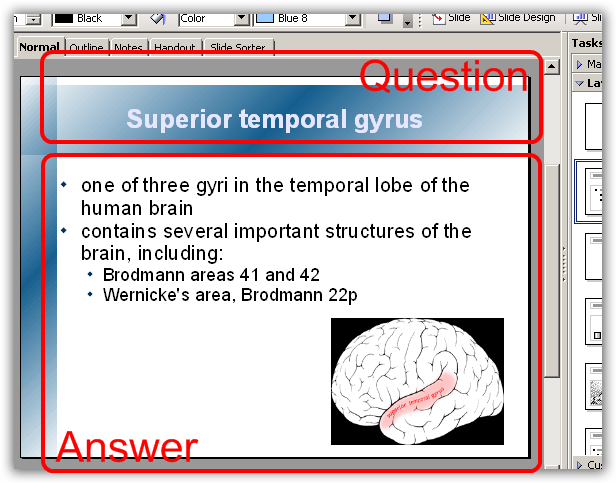 Black Color Blue 8 Slide Slide Design Sli
Normal Outline Notes Handout Slide Sorter Tasks
Question
Ma
La
Superior temporal gyrus
one of three gyri in the temporal lobe of the
human brain
contains several important structures of the
brain, including:
Brodmann areas 41 and 42
Wernicke's area, Brodmann 22p
Superior temporal gyrus
Answer
Cus